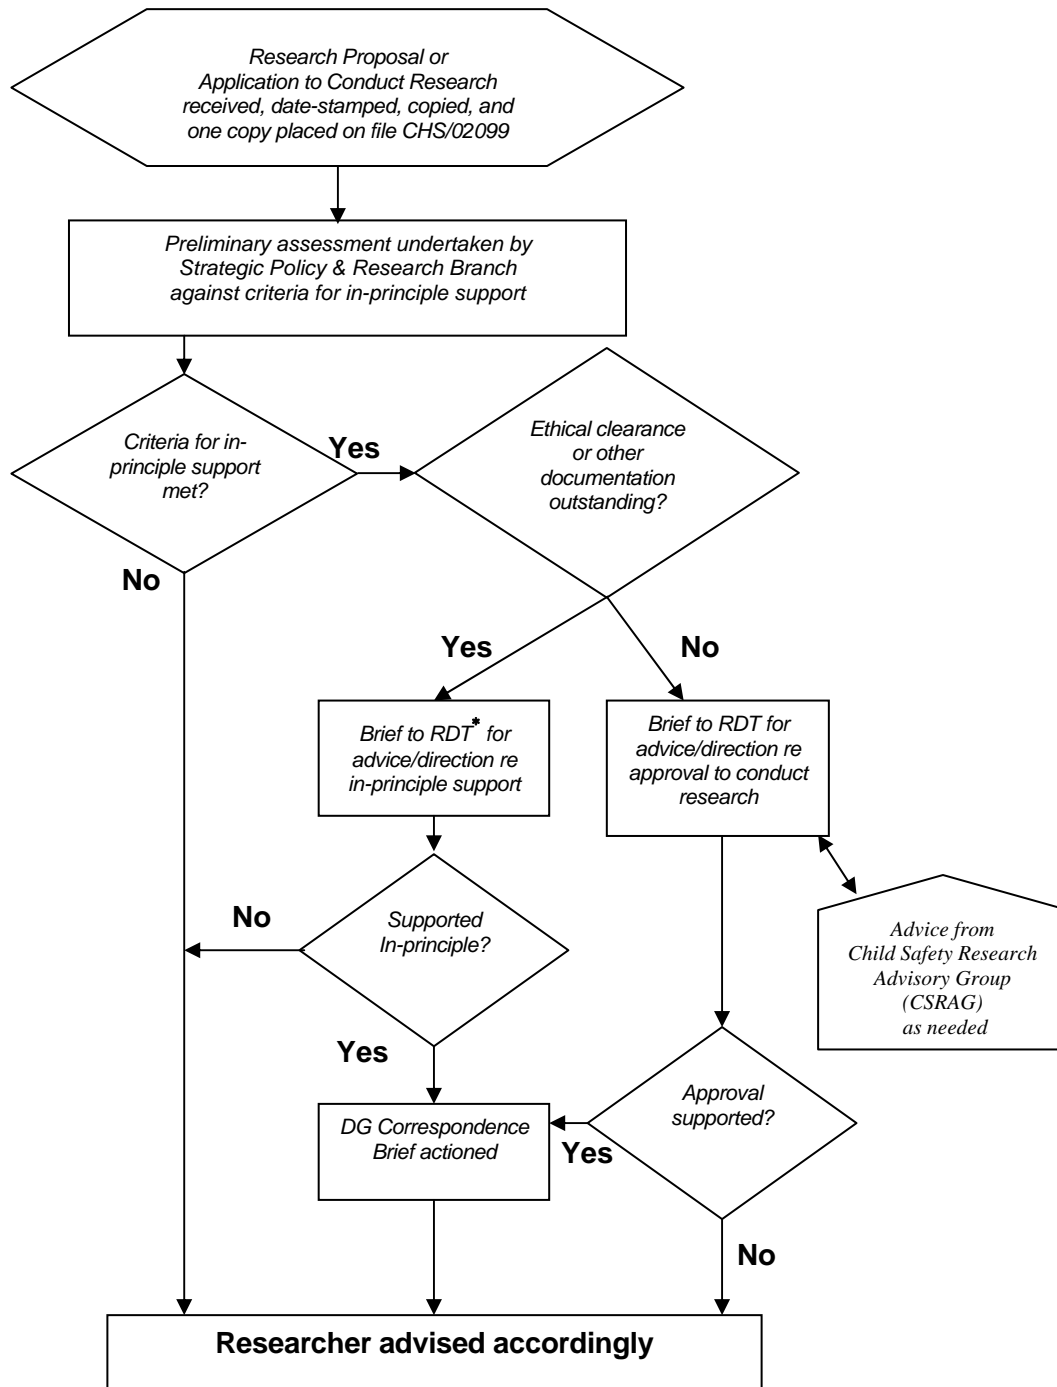 Research Proposal or
Application to Conduct Research
received, date-stamped, copied, and
one copy placed on file CHS/02099
Preliminary assessment undertaken by
Strategic Policy & Research Branch
against criteria for in-principle support
Criteria for in-
principle support
met?
Yes
Ethical clearance
or other
documentation
outstanding?
No
Yes
No
Brief to RDT* for
advice/direction re
in-principle support
Brief to RDT for
advice/direction re
approval to conduct
research
No
Supported
In-principle?
Advice from
Child Safety Research
Advisory Group
(CSRAG)
as needed
Yes
Approval
supported?
DG Correspondence
Brief actioned
Yes
No
Researcher advised accordingly